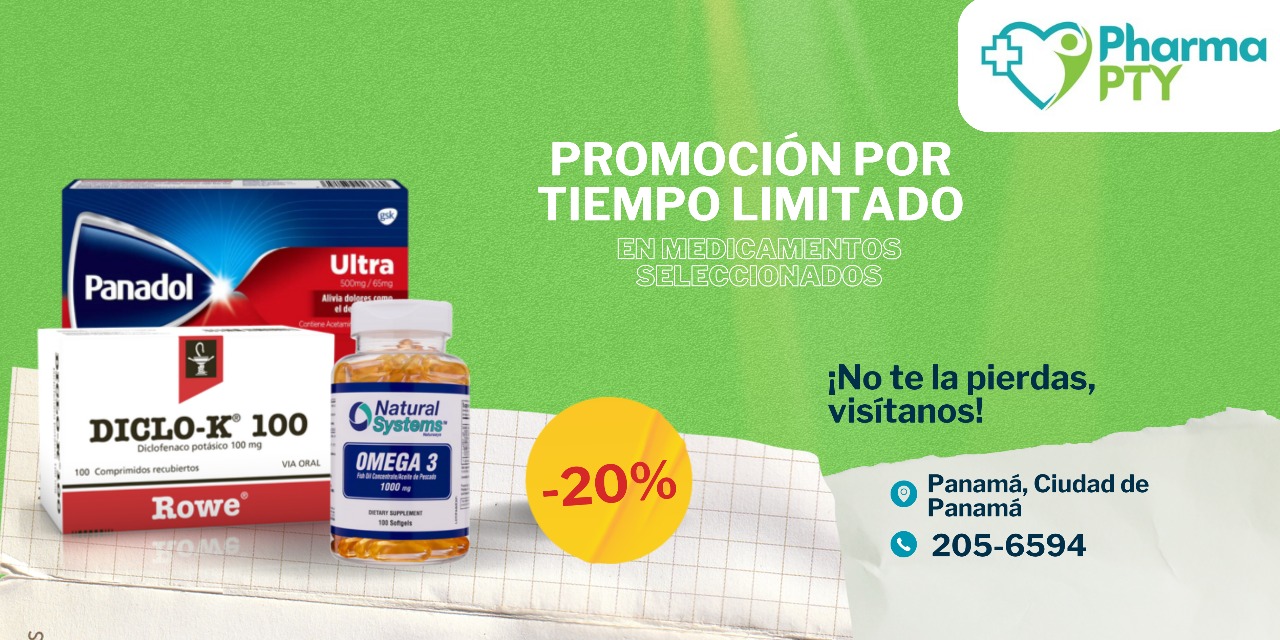 Pharma
PTY
PROMOCIÓN POR
TIEMPO LIMITADO
EN MEDICAMENTOS
SELECCIONADOS
gsk
Panadol
Ultra
500mg / 65mg
Alivia dolores como
el de
Contiene Acetam
DICLO-K® 100
Diclofenaco potásico 100 mg
100 Comprimidos recubiertos
VIA ORAL
Rowe®
Natural
Systems™
OMEGA 3
Fish Oil Concentrate/Aceite de Pescado
1000 mg
DIETARY SUPPLEMENT
100 Softgels
-20%
¡No te la pierdas,
visítanos!
Panamá, Ciudad de
Panamá
205-6594